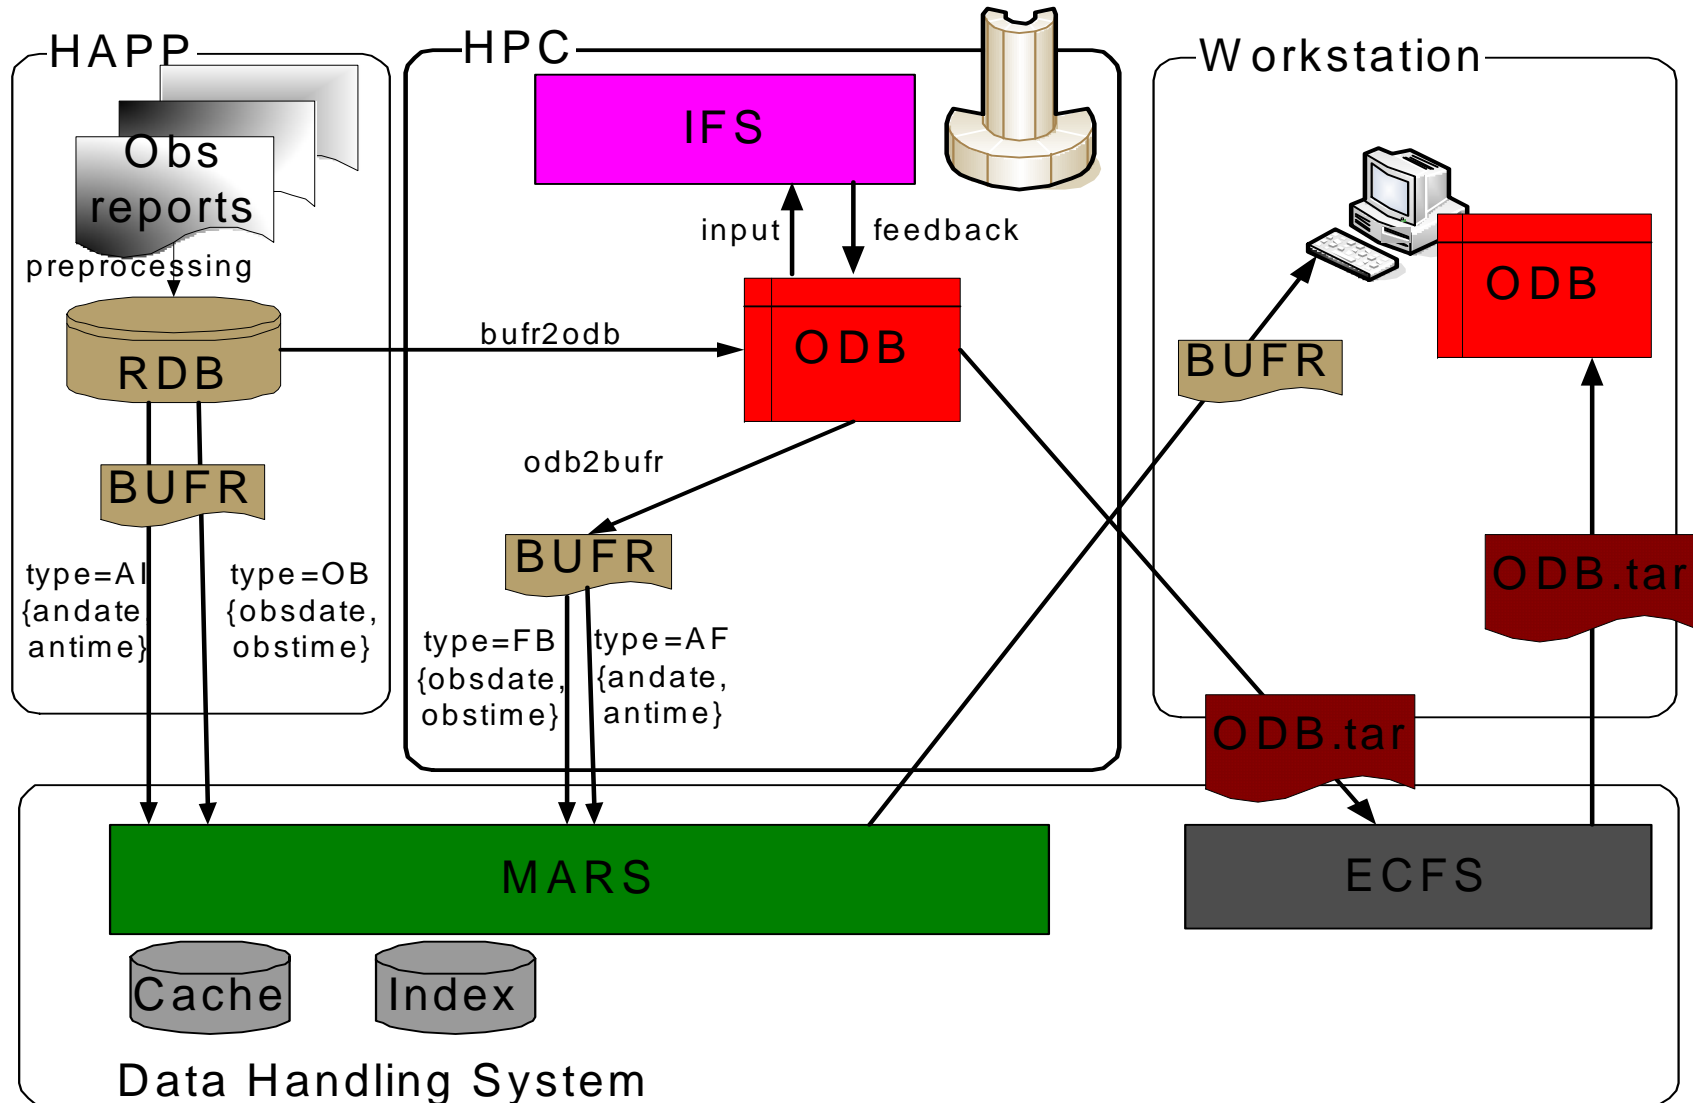 HAPP
HPC
Workstation
Obs
reports
preprocessing
RDB
BUFR
type=AI
{andate,
antime}
type=OB
{obsdate,
obstime}
IFS
input
feedback
bufr2odb
ODB
odb2bufr
BUFR
type=FB
{obsdate,
obstime}
type=AF
{andate,
antime}
ODB
BUFR
ODB.tar
ODB.tar
MARS
ECFS
Cache
Index
Data Handling System